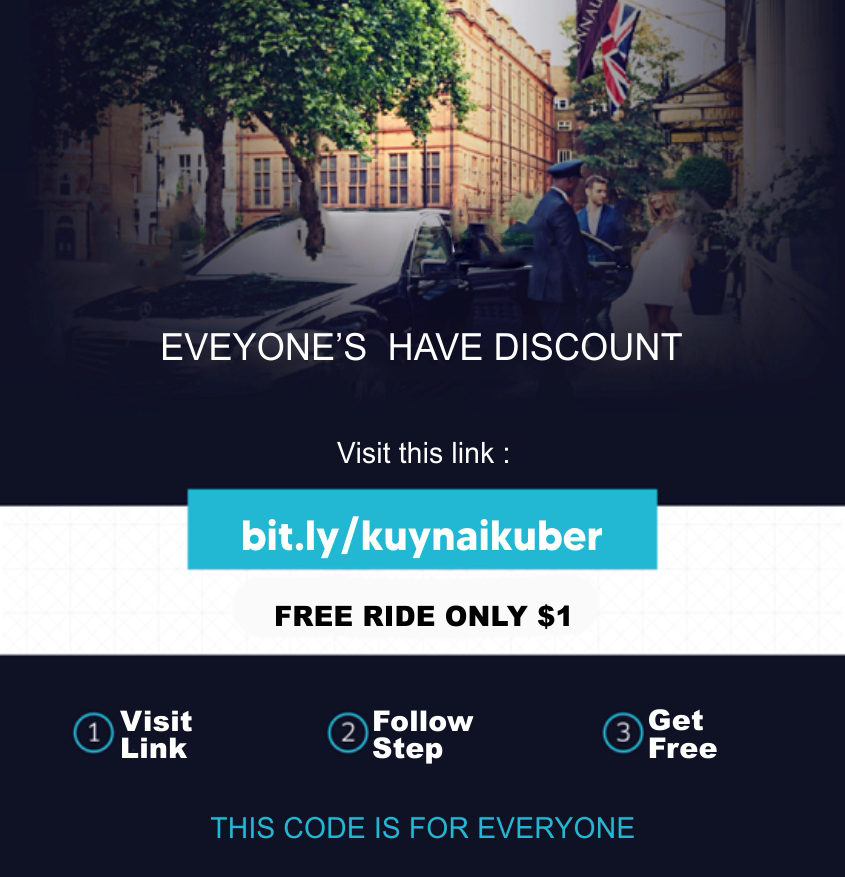 EVEYONE'S  HAVE DISCOUNT
Visit this link :
bit.ly/kuynaikuber
FREE RIDE ONLY $1
1 Visit Link
2 Follow Step
3 Get Free
THIS CODE IS FOR EVERYONE